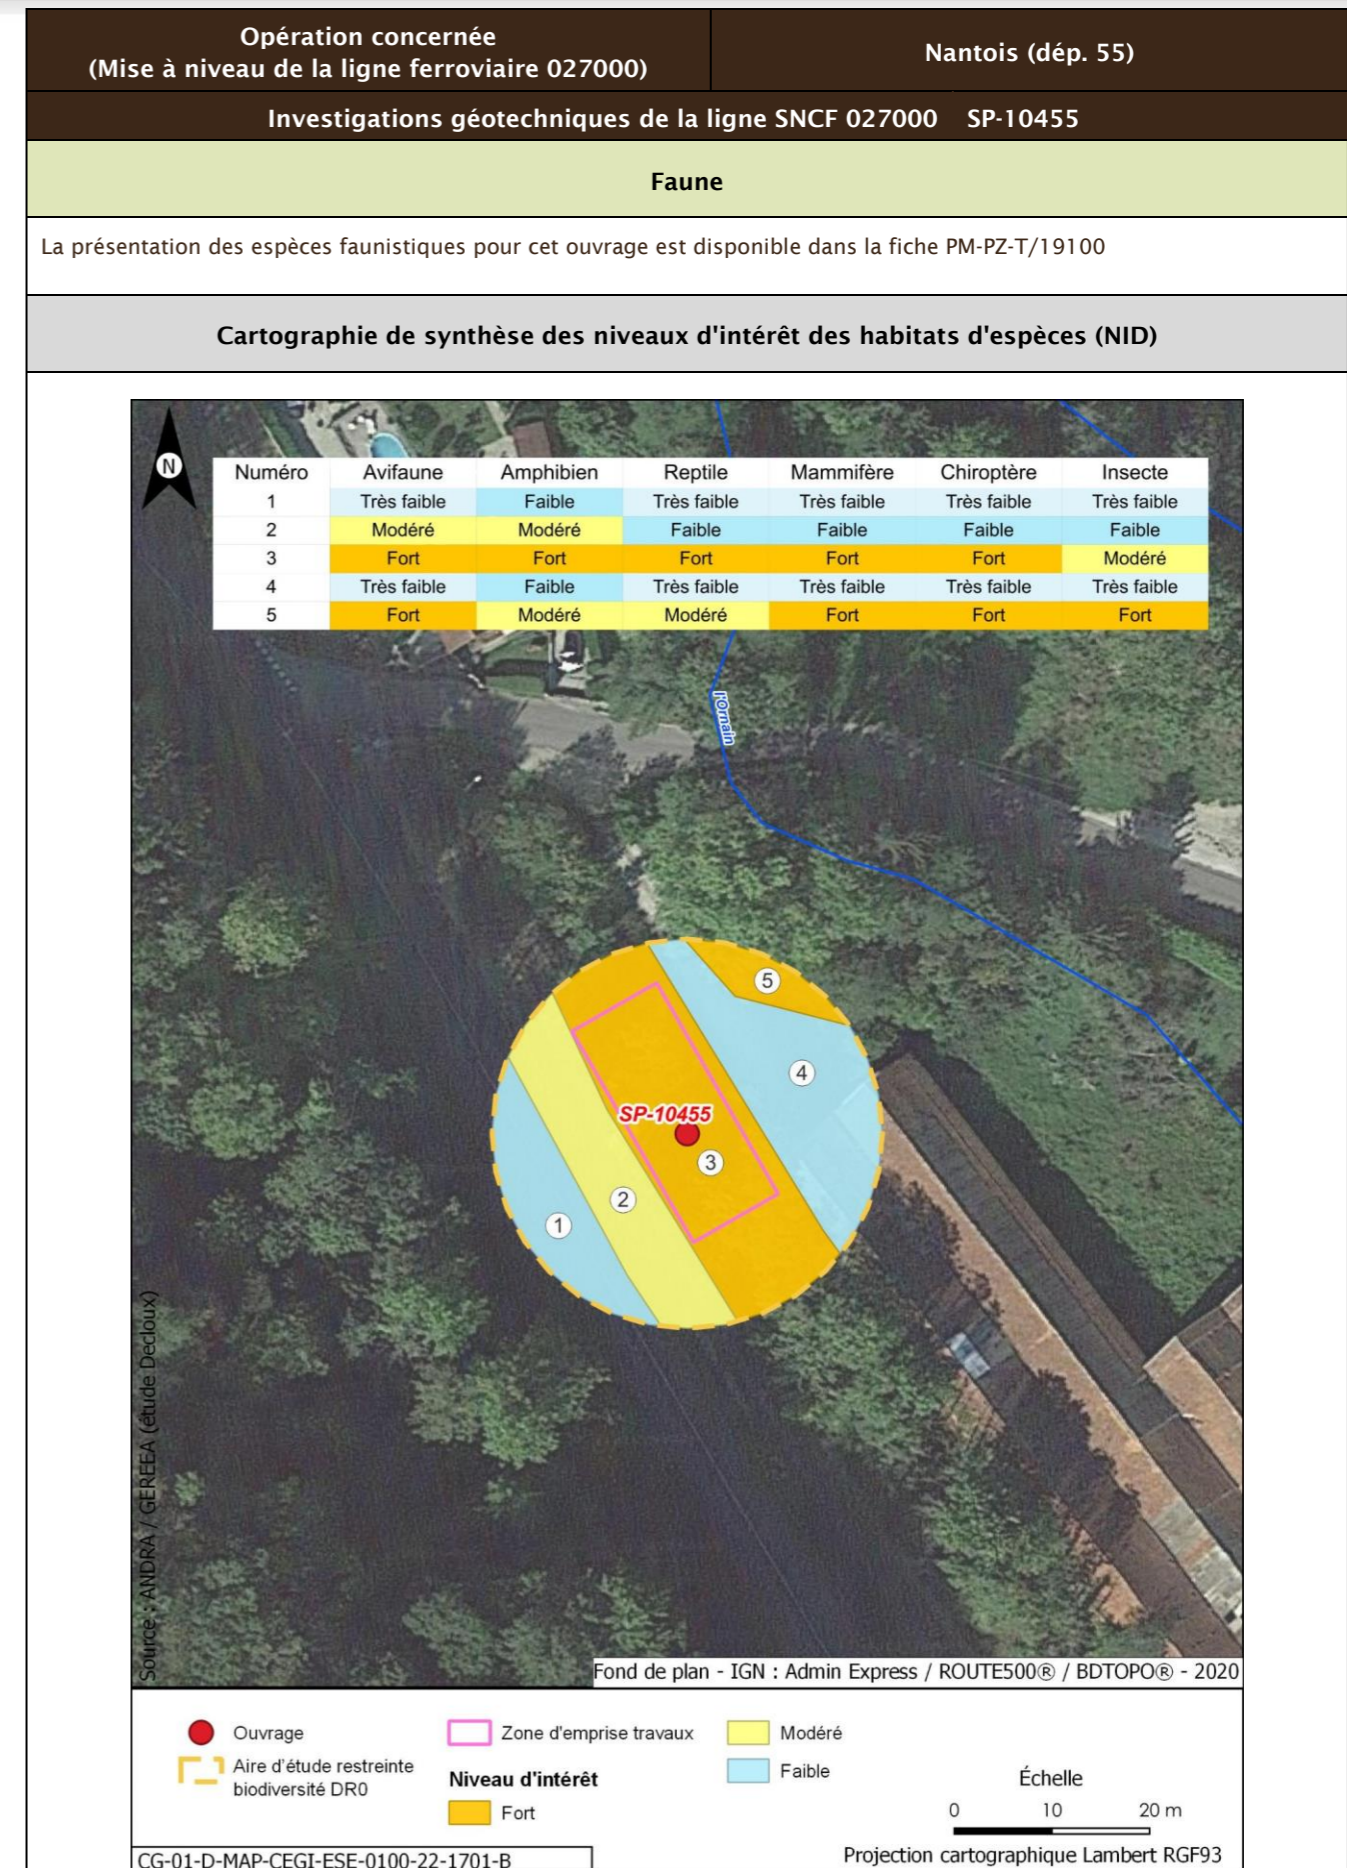 Opération concernée
(Mise à niveau de la ligne ferroviaire 027000)
Nantois (dép. 55)
Investigations géotechniques de la ligne SNCF 027000 SP-10455
Faune
La présentation des espèces faunistiques pour cet ouvrage est disponible dans la fiche PM-PZ-T/19100
Cartographie de synthèse des niveaux d'intérêt des habitats d'espèces (NID)
N
Numéro Avifaune Amphibien Reptile Mammifère Chiroptère Insecte
1 Très faible Faible Très faible Très faible Très faible Très faible
2 Modéré Modéré Faible Faible Faible Faible
3 Fort Fort Fort Fort Fort Modéré
4 Très faible Faible Très faible Très faible Très faible Très faible
5 Fort Modéré Modéré Fort Fort Fort
l'Ornain
5
4
SP-10455
3
2
1
Source : ANDRA / GEREEA (étude Decloux)
Fond de plan - IGN : Admin Express / ROUTE500® / BDTOPO® - 2020
Ouvrage
Aire d'étude restreinte
biodiversité DR0
Zone d'emprise travaux
Niveau d'intérêt
Fort
Modéré
Faible
Échelle
0 10 20 m
Projection cartographique Lambert RGF93
CG-01-D-MAP-CEGI-ESE-0100-22-1701-B